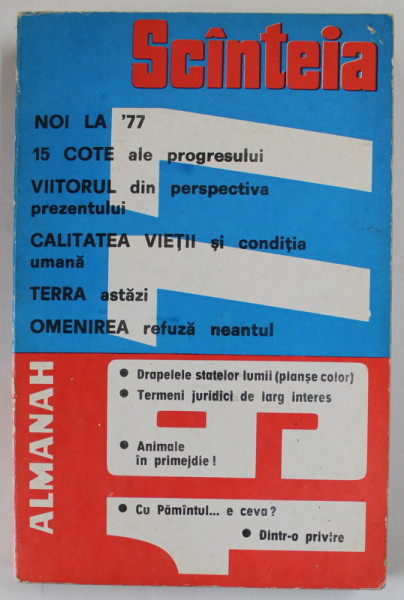 Scînteia
NOI LA '77
15 COTE ale progresului
VIITORUL din perspectiva
prezentului
CALITATEA VIEȚII și condiția
umană
TERRA astăzi
OMENIREA refuză neantul
ALMANAH
1977
• Drapelele statelor lumii (planșe color)
• Termeni juridici de larg interes
• Animale
în primejdie!
• Cu Pămîntul... e ceva?
• Dintr-o privire